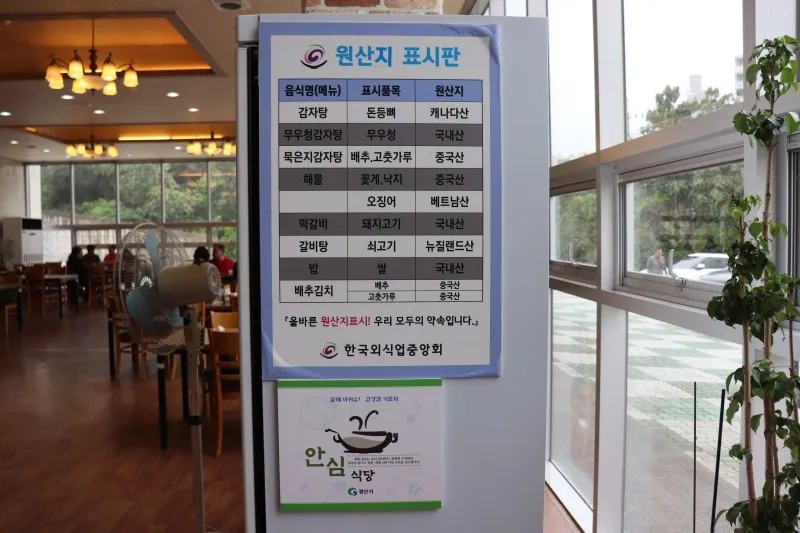 원산지 표시판
음식명(메뉴) 표시품목 원산지
감자탕 돈등뼈 캐나다산
무우청감자탕 무우청 국내산
묵은지감자탕 배추,고춧가루 중국산
해물 꽃게,낙지 중국산
오징어 베트남산
떡갈비 돼지고기 국내산
갈비탕 쇠고기 뉴질랜드산
밥 쌀 국내산
배추김치 배추 중국산
고춧가루 중국산
『올바른 원산지표시! 우리 모두의 약속입니다.』
한국외식업중앙회
안심
식당
경산시